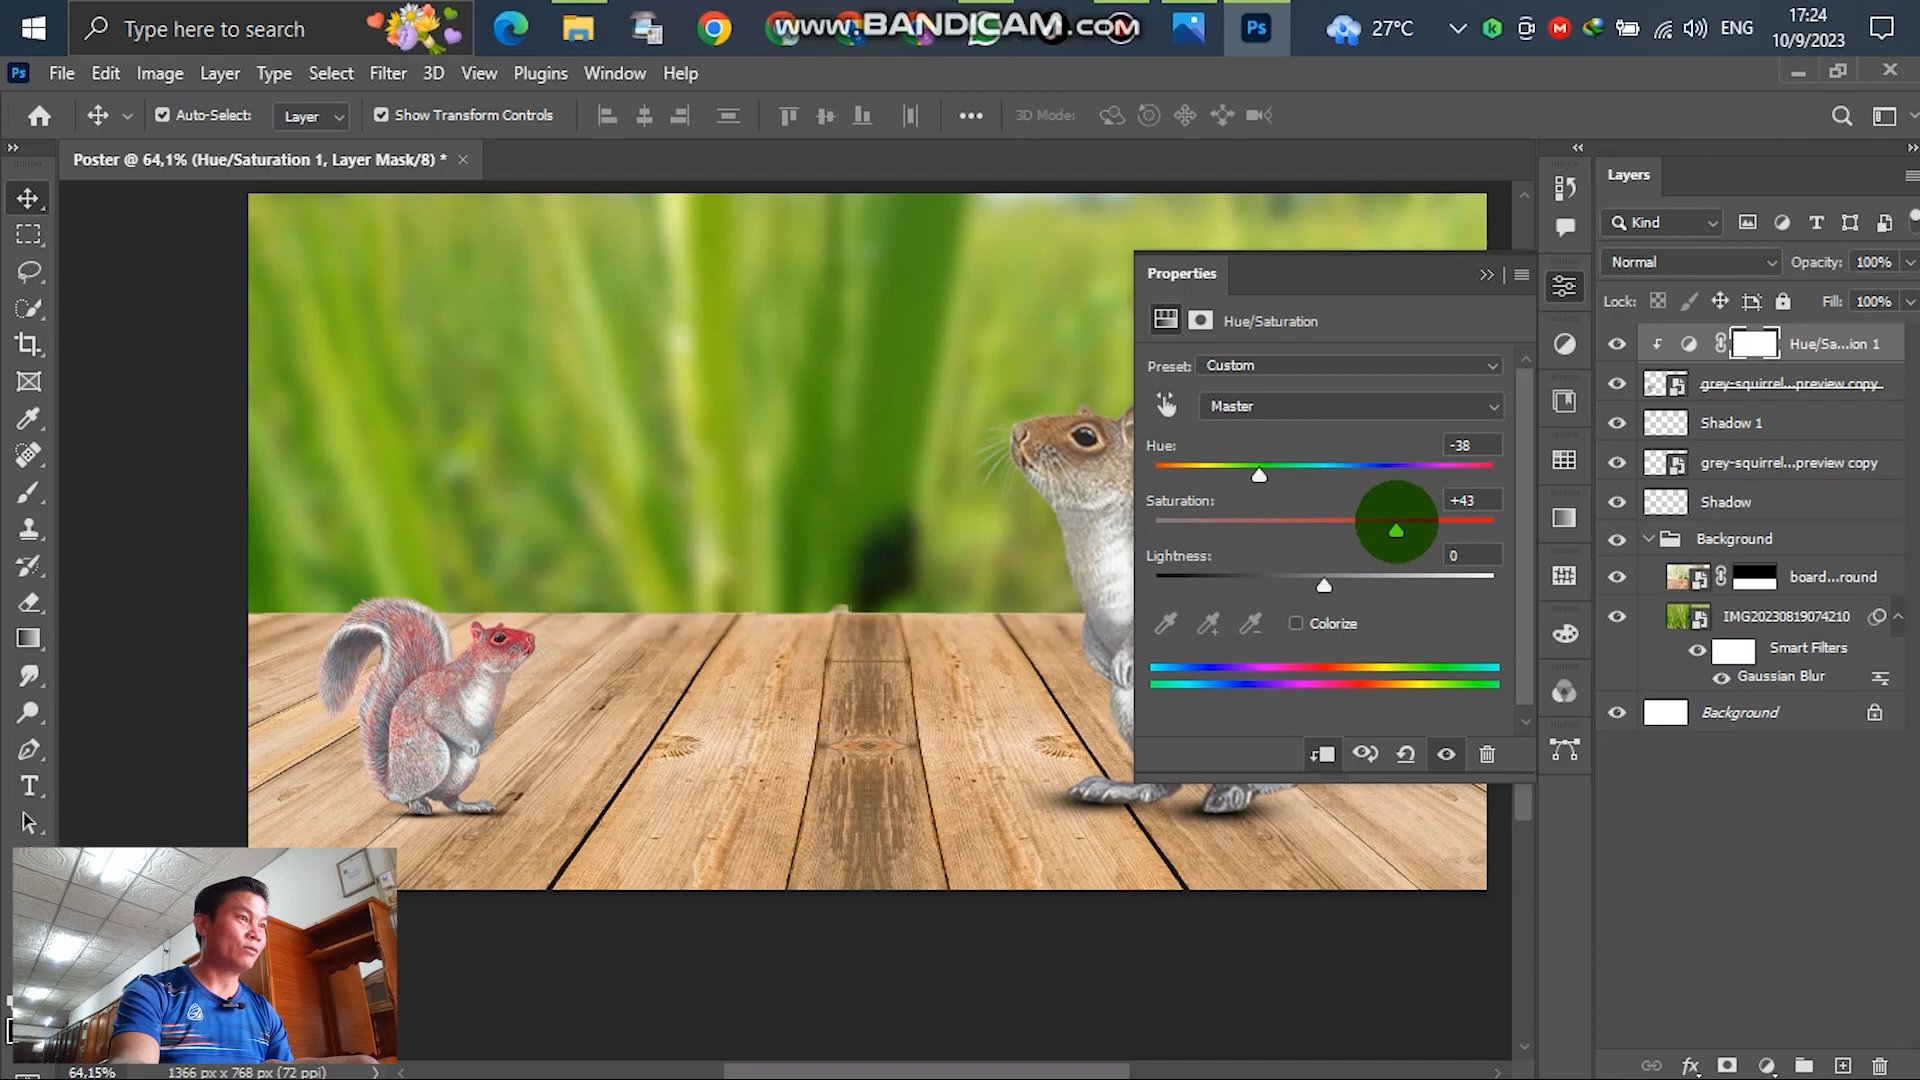 Type here to search
www.BANDICAM.com
Ps
27°C
ENG
17:24
10/9/2023
Ps File Edit Image Layer Type Select Filter 3D View Plugins Window Help
Auto-Select: Layer Show Transform Controls 3D Mode:
Poster @ 64,1% (Hue/Saturation 1, Layer Mask/8) *
Properties
Hue/Saturation
Preset: Custom
Master
Hue: -38
Saturation: +43
Lightness: 0
Colorize
Layers
Kind
Normal Opacity: 100%
Lock: Fill: 100%
Hue/Sa...ion 1
grey-squirrel...preview copy
Shadow 1
grey-squirrel...preview copy
Shadow
Background
board...round
IMG20230819074210
Smart Filters
Gaussian Blur
Background
64,15% 1366 px x 768 px (72 ppi)